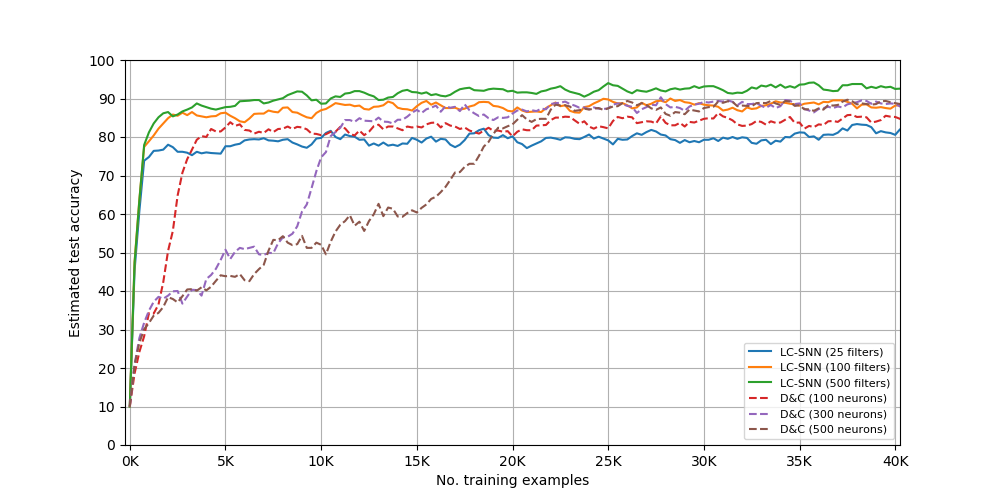 100
90
80
70
60
50
40
30
20
10
0
Estimated test accuracy
0K 5K 10K 15K 20K 25K 30K 35K 40K
No. training examples
LC-SNN (25 filters)
LC-SNN (100 filters)
LC-SNN (500 filters)
D&C (100 neurons)
D&C (300 neurons)
D&C (500 neurons)